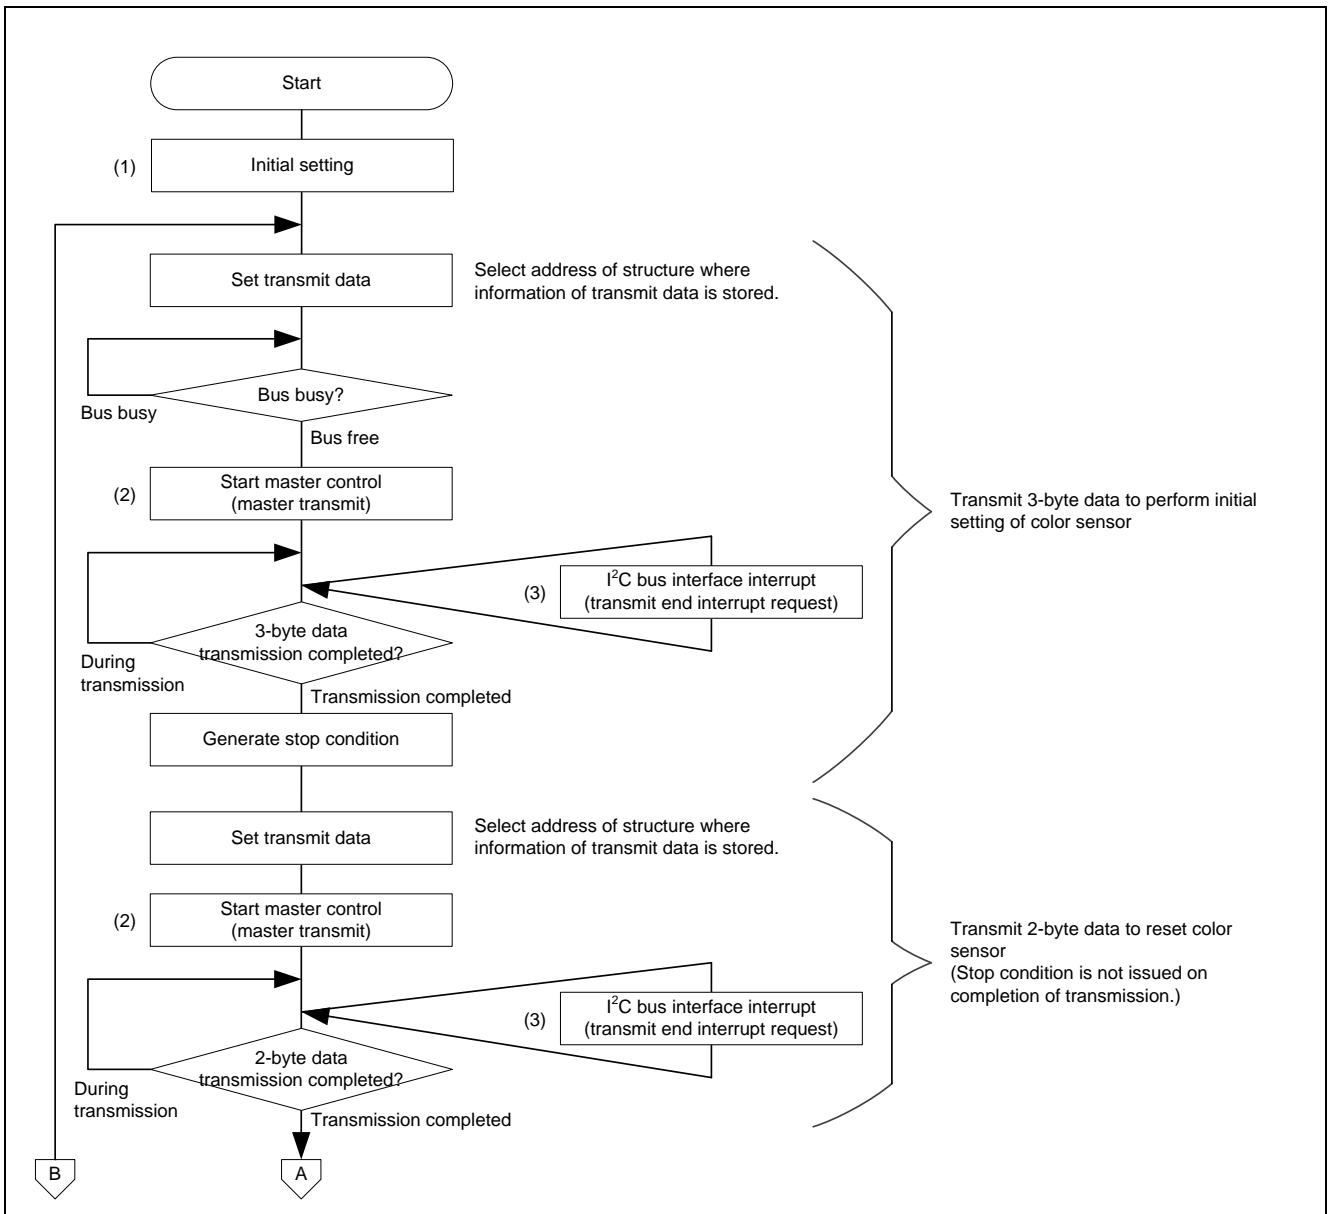 Start
(1)
Initial setting
Set transmit data
Select address of structure where
information of transmit data is stored.
Bus busy?
Bus busy
Bus free
(2)
Start master control
(master transmit)
Transmit 3-byte data to perform initial
setting of color sensor
(3)
I²C bus interface interrupt
(transmit end interrupt request)
3-byte data
transmission completed?
During
transmission
Transmission completed
Generate stop condition
Set transmit data
Select address of structure where
information of transmit data is stored.
(2)
Start master control
(master transmit)
Transmit 2-byte data to reset color
sensor
(Stop condition is not issued on
completion of transmission.)
(3)
I²C bus interface interrupt
(transmit end interrupt request)
2-byte data
transmission completed?
During
transmission
Transmission completed
B
A